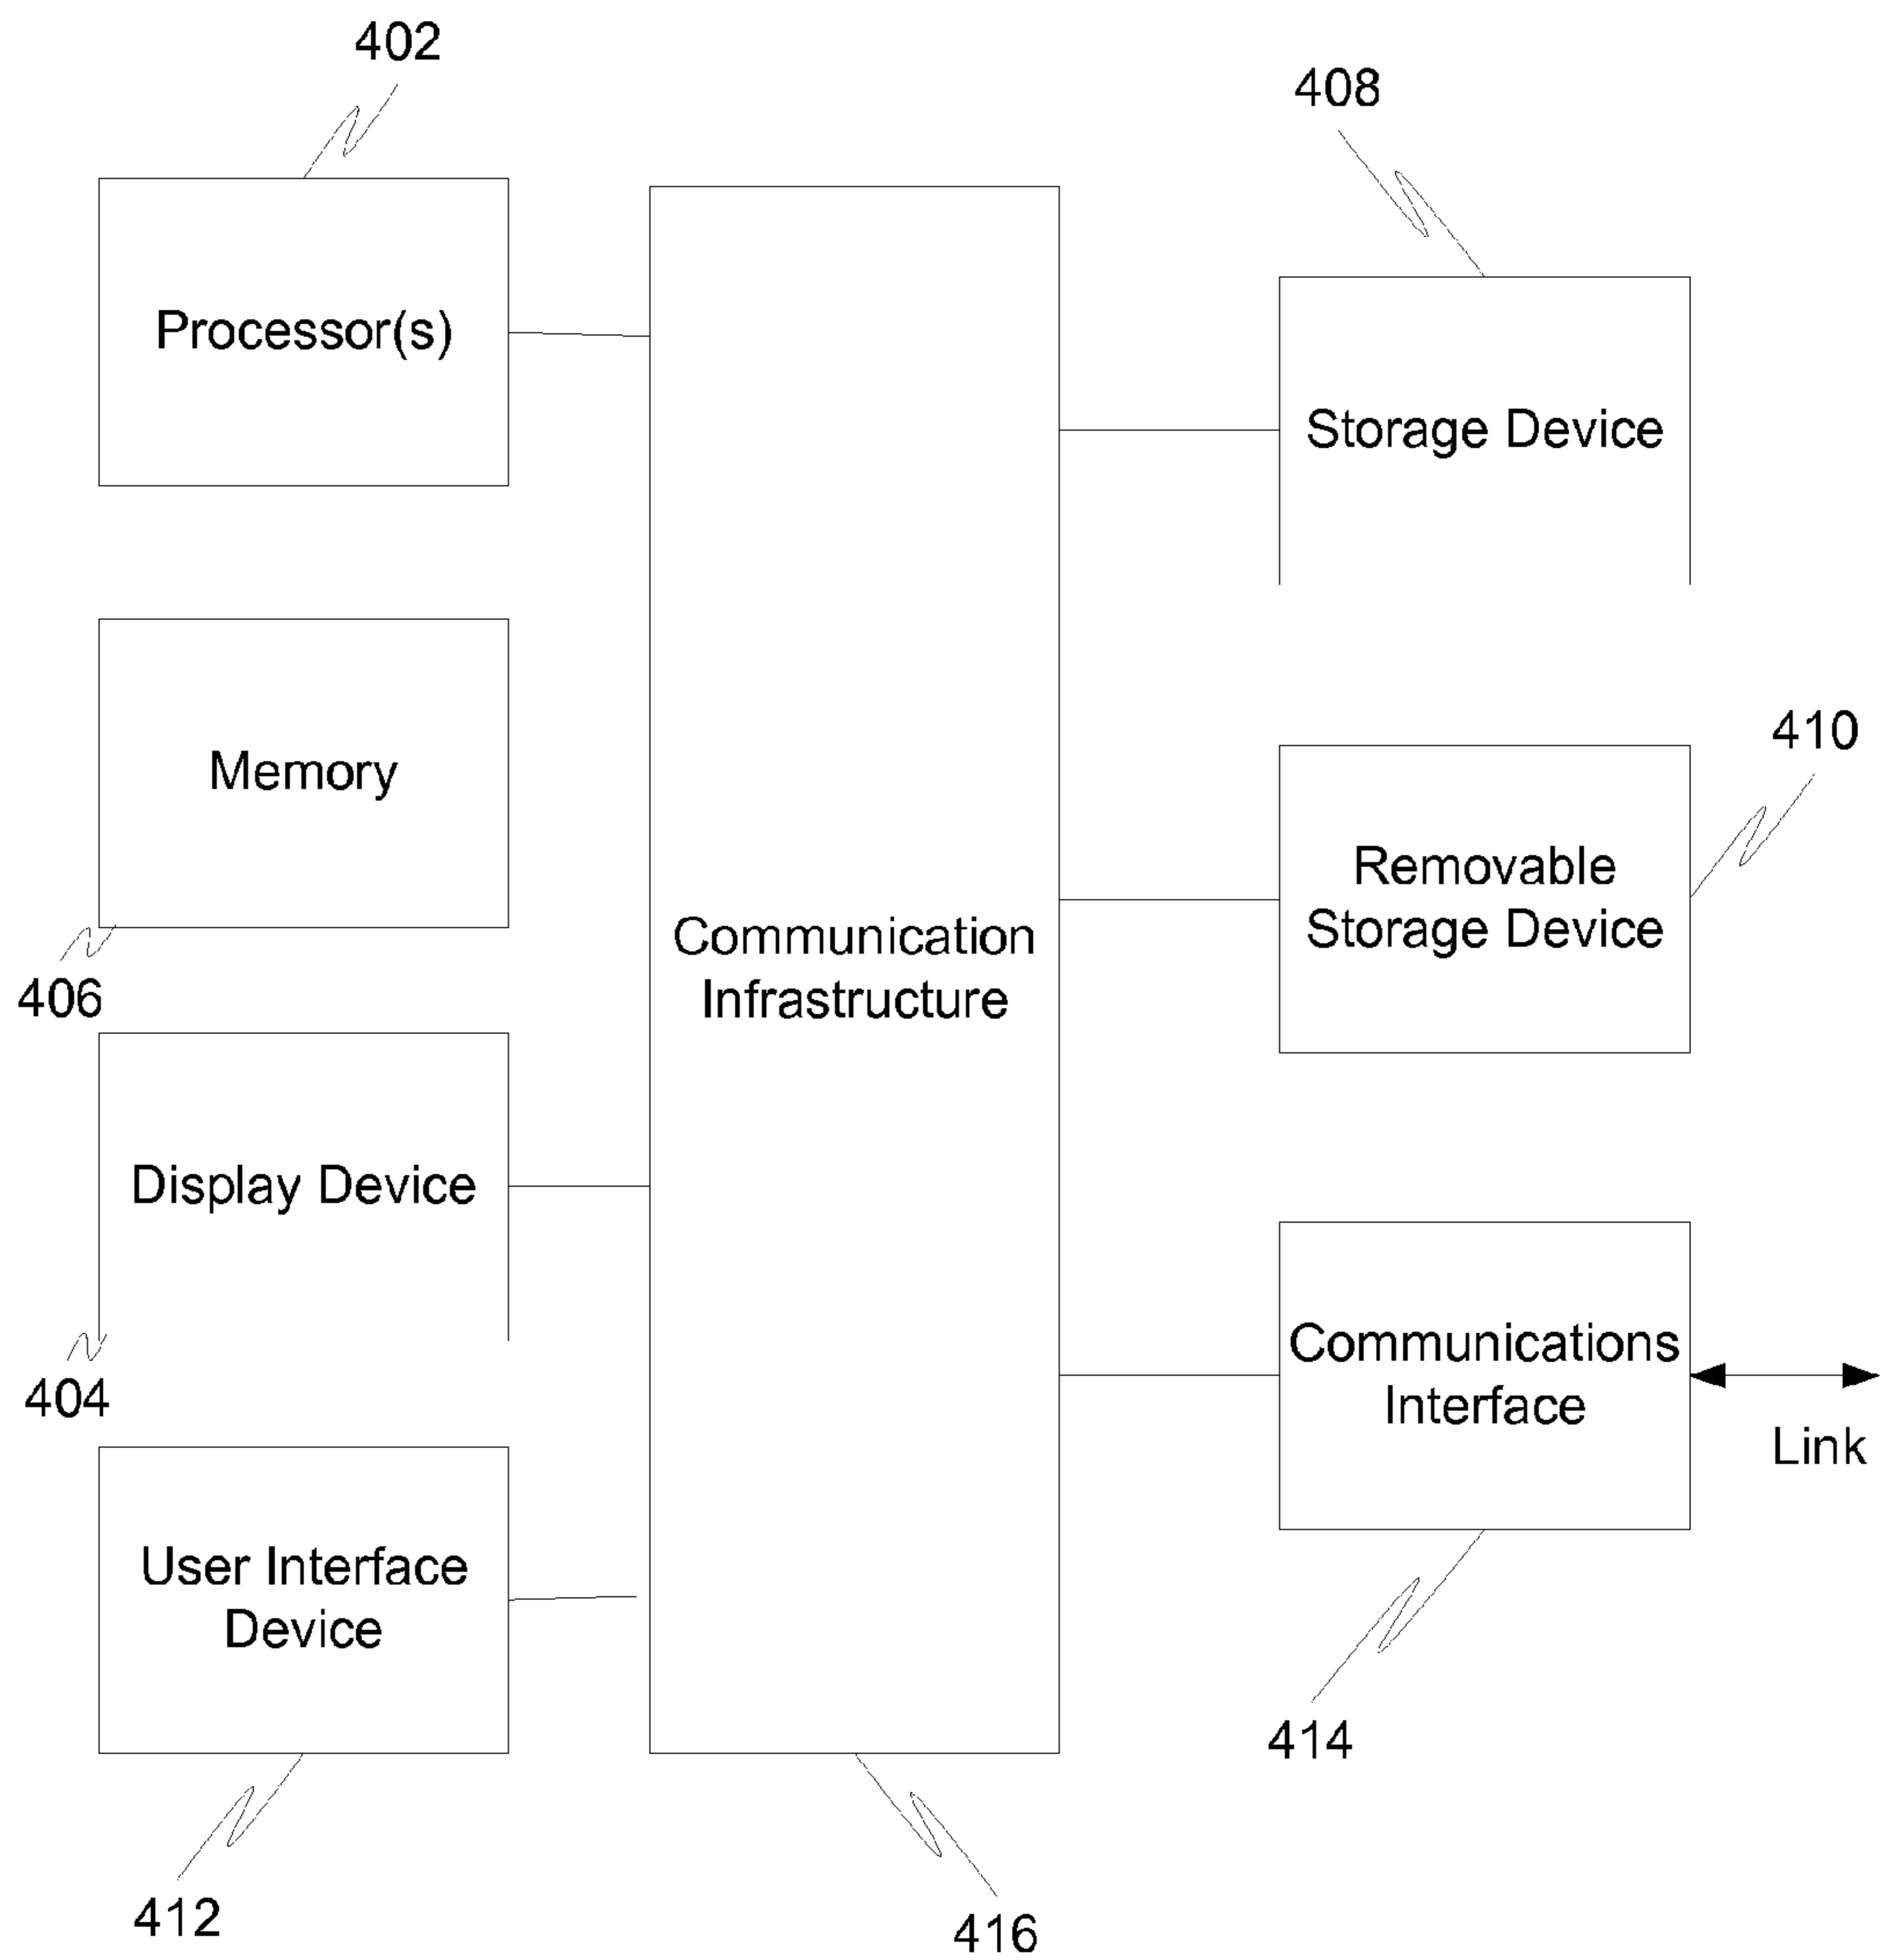 402
408
Processor(s)
Storage Device
410
Memory
Removable
Storage Device
406
Communication
Infrastructure
Display Device
404
Communications
Interface
Link
User Interface
Device
414
412
416